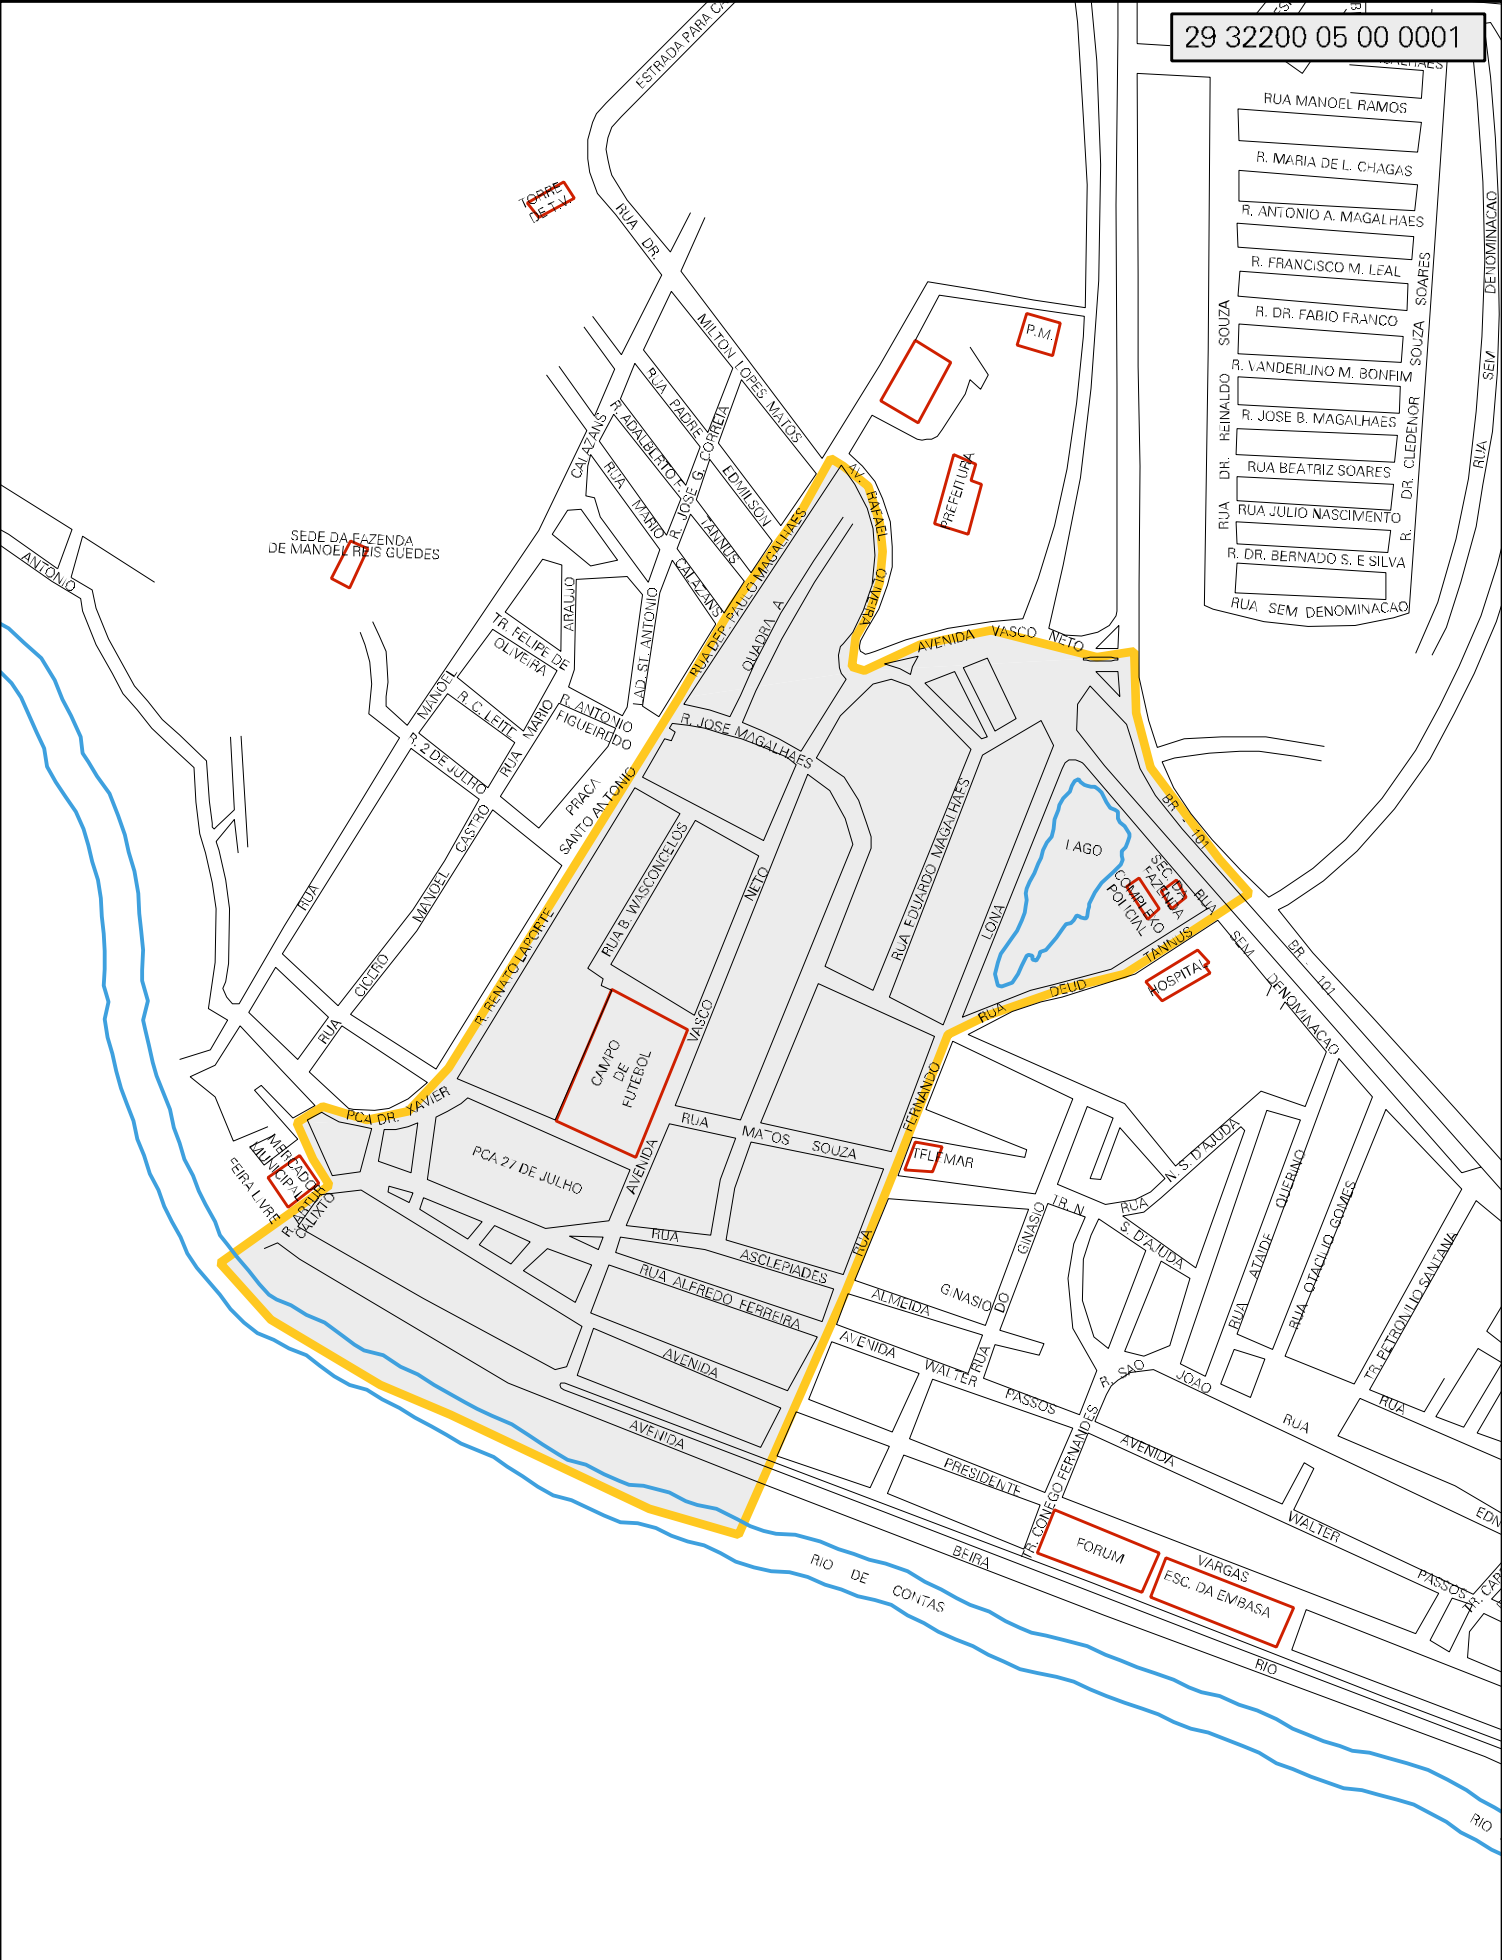 29 32200 05 00 0001
ESTRADA PARA
RUA MANOEL RAMOS
R. MARIA DE L. CHAGAS
R. ANTONIO A. MAGALHAES
R. FRANCISCO M. LEAL
R. DR. FABIO FRANCO
R. VANDERLINO M. BONFIM
R. JOSE B. MAGALHAES
RUA BEATRIZ SOARES
RUA JULIO NASCIMENTO
R. DR. BERNADO S. E SILVA
RUA SEM DENOMINACAO
RUA DR. REINALDO SOUZA
R. DR. CLEDENOR SOUZA SOARES
RUA SEM DENOMINACAO
TORRE
DE T.V.
RUA DR. MILTON LOPES MATOS
P.M.
PREFEITURA
RUA PADRE EDMILSON
R. ADALBERTO F. TANNUS
RUA MARIO CALAZANS
R. JOSE G. CORREIA
RUA MANOEL CALAZANS
SEDE DA FAZENDA
DE MANOEL REIS GUEDES
ANTONIO
RUA DEP. PAULO MAGALHAES
AV. RAFAEL OLIVEIRA
QUADRA A
AVENIDA VASCO NETO
TR. FELIPE DE
OLIVEIRA
RUA MARIO ARAUJO
LAD. ST. ANTONIO
R. C. LEITE
R. ANTONIO
FIGUEIREDO
R. 2 DE JULHO
PRACA
SANTO ANTONIO
R. JOSE MAGALHAES
RUA CICERO MANOEL CASTRO
R. RENATO LAPORTE
RUA B. WASCONCELOS
AVENIDA VASCO NETO
RUA EDUARDO MAGALHAES
LONA
LAGO
COMPLEXO
POLICIAL
SEC. DA
FAZENDA
BR - 101
BR - 101
RUA SEM DENOMINACAO
RUA DEUD TANNUS
HOSPITAL
CAMPO
DE
FUTEBOL
PCA DR. XAVIER
PCA 27 DE JULHO
RUA MATOS SOUZA
RUA FERNANDO
TELEMAR
MERCADO
MUNICIPAL
FEIRA LIVRE
R. ARTUR
CALIXTO
RUA ASCLEPIADES ALMEIDA
RUA ALFREDO FERREIRA
AVENIDA
AVENIDA
AVENIDA WALTER PASSOS
GINASIO
RUA DO GINASIO
TR. N. S. D'AJUDA
RUA N. S. D'AJUDA
RUA ATAIDE QUERINO
RUA OTACILIO GOMES
TR. PETRONILIO SANTANA
R. SAO JOAO
RUA
RUA
AVENIDA WALTER PASSOS
PRESIDENTE VARGAS
TR. CONEGO FERNANDES
FORUM
ESC. DA EMBASA
BEIRA RIO
RIO DE CONTAS
RIO